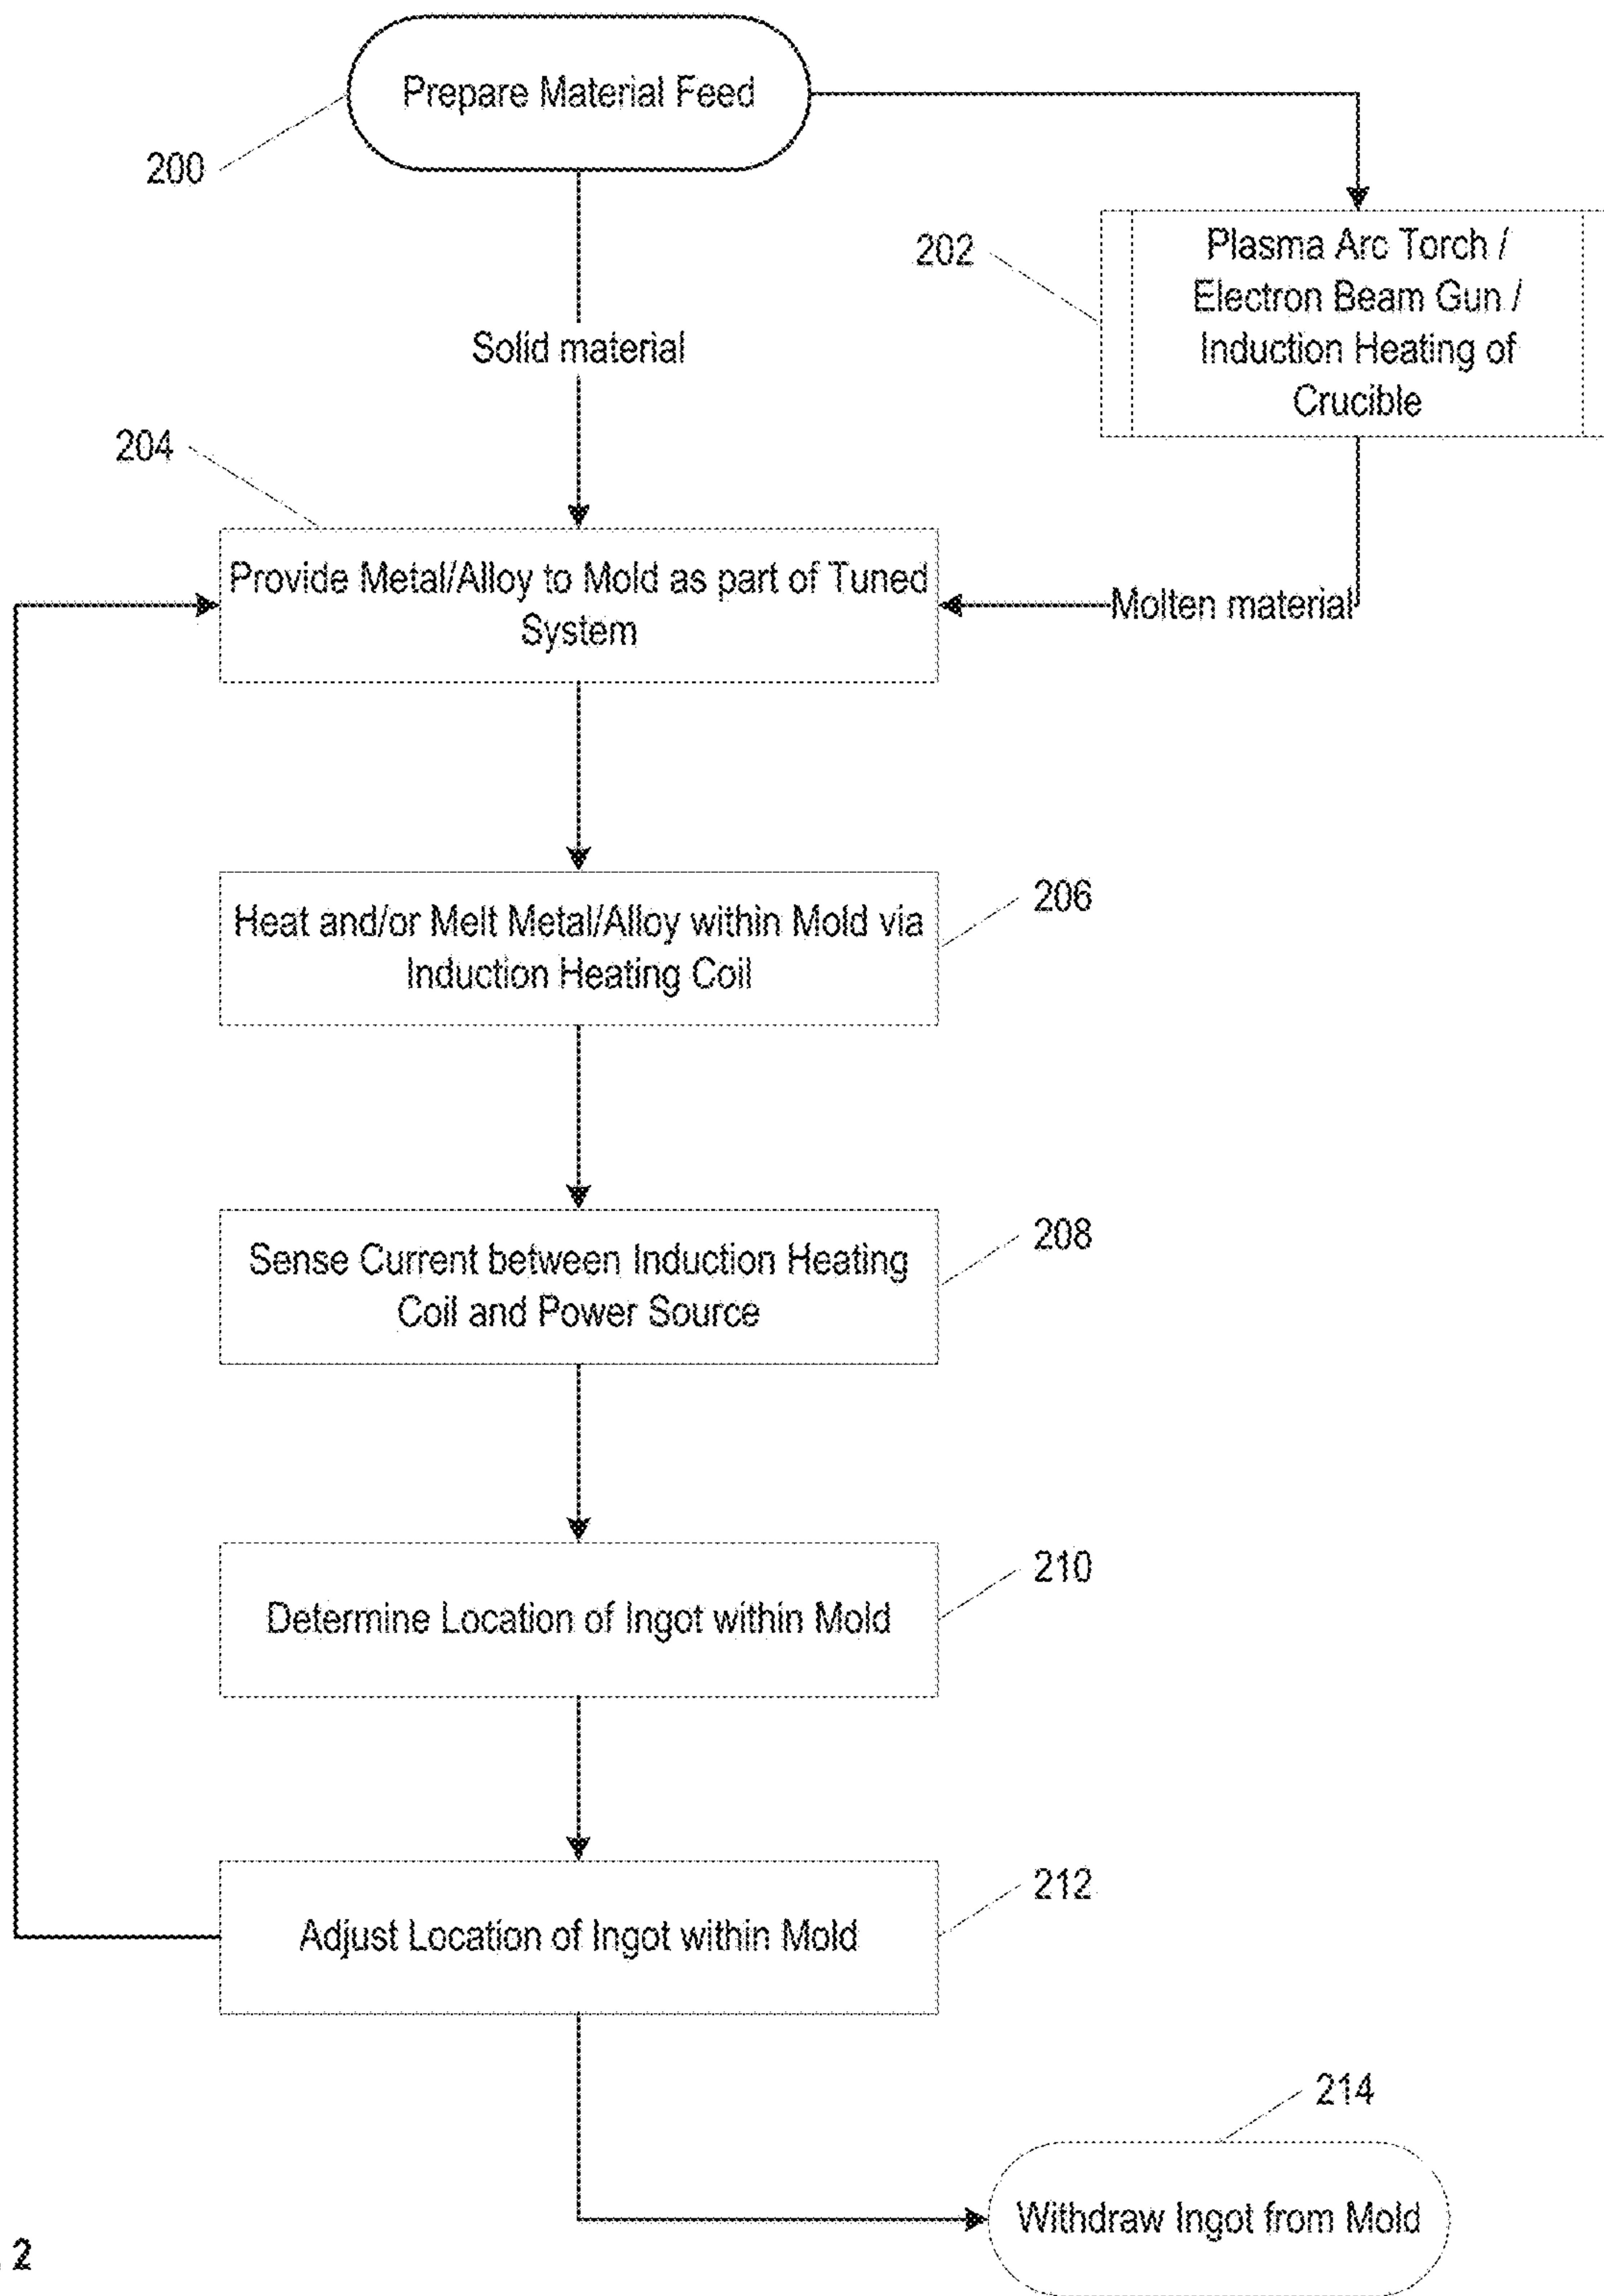 Prepare Material Feed
200
202
Plasma Arc Torch /
Electron Beam Gun /
Induction Heating of
Crucible
Solid material
204
Provide Metal/Alloy to Mold as part of Tuned
System
Molten material
206
Heat and/or Melt Metal/Alloy within Mold via
Induction Heating Coil
208
Sense Current between Induction Heating
Coil and Power Source
210
Determine Location of Ingot within Mold
212
Adjust Location of Ingot within Mold
214
Withdraw Ingot from Mold
. 2